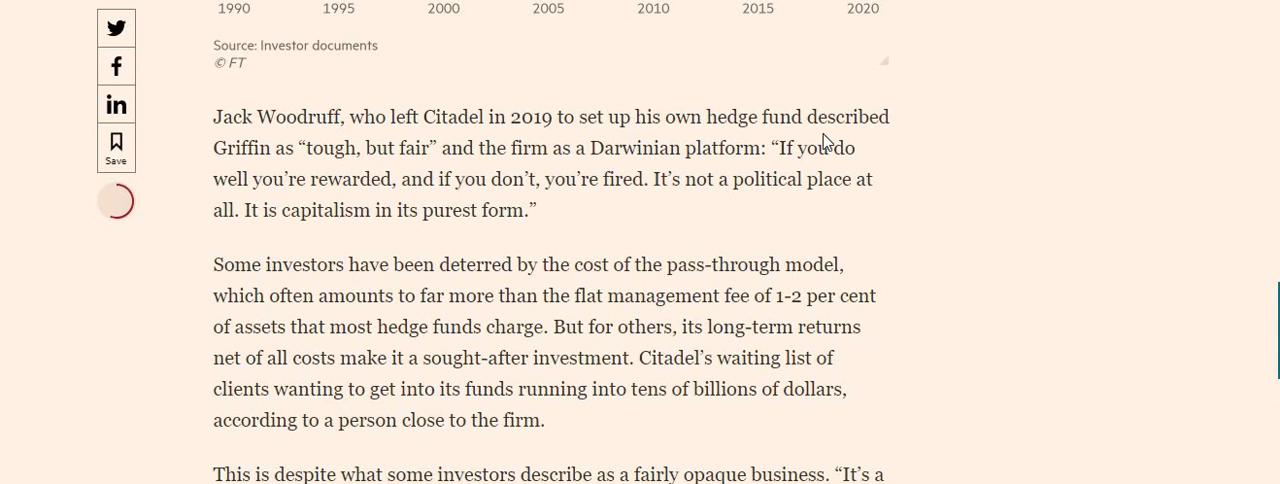 1990 1995 2000 2005 2010 2015 2020
Source: Investor documents
© FT
Save
Jack Woodruff, who left Citadel in 2019 to set up his own hedge fund described
Griffin as “tough, but fair” and the firm as a Darwinian platform: “If you do
well you’re rewarded, and if you don’t, you’re fired. It’s not a political place at
all. It is capitalism in its purest form.”
Some investors have been deterred by the cost of the pass-through model,
which often amounts to far more than the flat management fee of 1-2 per cent
of assets that most hedge funds charge. But for others, its long-term returns
net of all costs make it a sought-after investment. Citadel’s waiting list of
clients wanting to get into its funds running into tens of billions of dollars,
according to a person close to the firm.
This is despite what some investors describe as a fairly opaque business. “It’s a